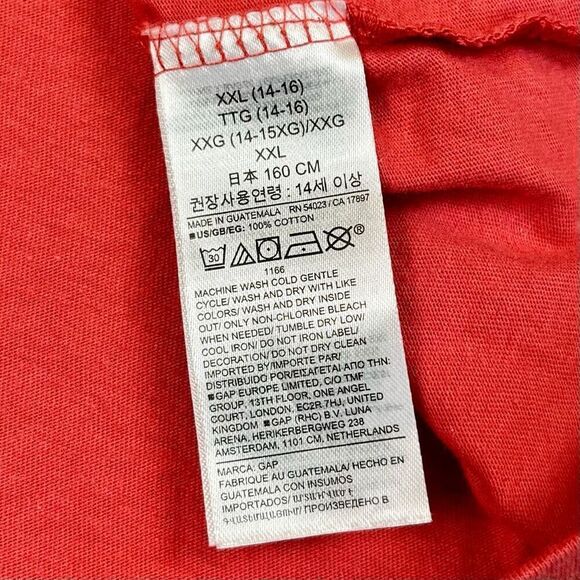 XXL (14-16)
TTG (14-16)
XXG (14-15XG)/XXG
XXL
日本 160 CM
권장사용연령 : 14세 이상
MADE IN GUATEMALA RN 54023 / CA 17897
■US/GB/EG: 100% COTTON
30
®
1166
MACHINE WASH COLD GENTLE
CYCLE/ WASH AND DRY WITH LIKE
COLORS/ WASH AND DRY INSIDE
OUT/ ONLY NON-CHLORINE BLEACH
WHEN NEEDED/ TUMBLE DRY LOW/
COOL IRON/ DO NOT IRON LABEL/
DECORATION/ DO NOT DRY CLEAN
IMPORTED BY/IMPORTE PAR/
DISTRIBUIDO POR/ΕΙΣΑΓΕΤΑΙ ΑΠΟ ΤΗΝ:
■GAP EUROPE LIMITED, C/O TMF
GROUP, 13TH FLOOR, ONE ANGEL
COURT, LONDON, EC2R 7HJ, UNITED
KINGDOM ■GAP (RHC) B.V. LUNA
ARENA, HERIKERBERGWEG 238
AMSTERDAM, 1101 CM, NETHERLANDS
MARCA: GAP
FABRIQUE AU GUATEMALA/ HECHO EN
GUATEMALA CON INSUMOS
IMPORTADOS/ ԱՐՏԱԴՐՎԱԾ Է
ԳՎԱՏԵՄԱԼԱՅՈՒՄ/ ПРОИЗВЕДЕНО В